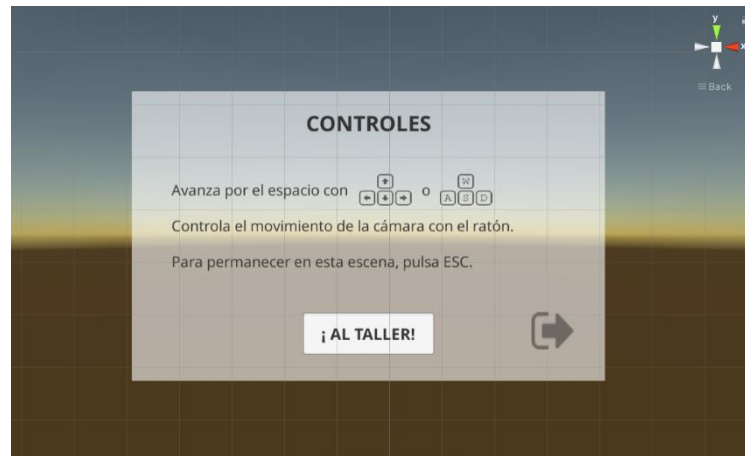 y
x
Back
CONTROLES
Avanza por el espacio con ↑ ← ↓ → o W A S D
Controla el movimiento de la cámara con el ratón.
Para permanecer en esta escena, pulsa ESC.
¡ AL TALLER!